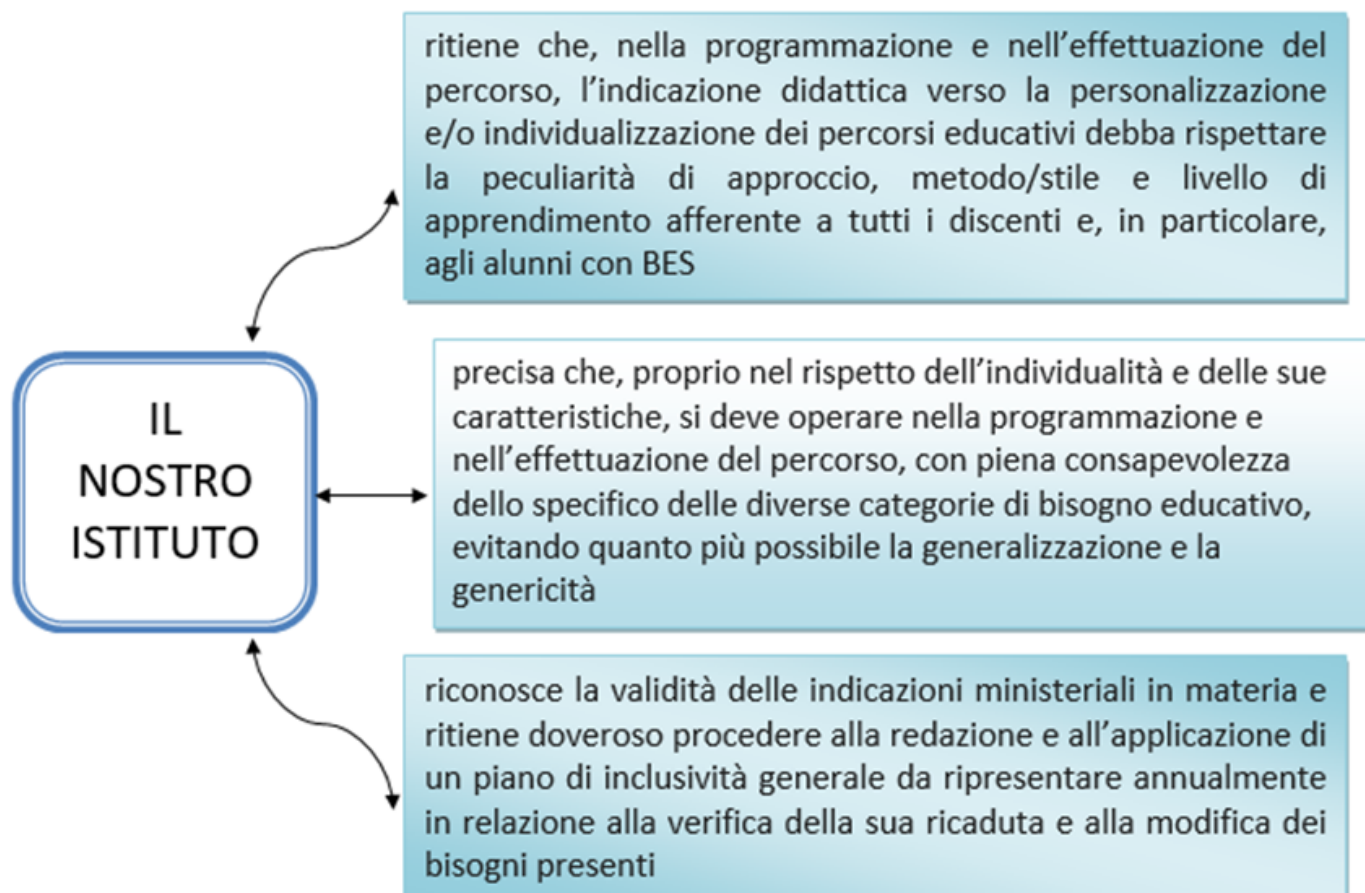 ritiene che, nella programmazione e nell’effettuazione del
percorso, l’indicazione didattica verso la personalizzazione
e/o individualizzazione dei percorsi educativi debba rispettare
la peculiarità di approccio, metodo/stile e livello di
apprendimento afferente a tutti i discenti e, in particolare,
agli alunni con BES
IL
NOSTRO
ISTITUTO
precisa che, proprio nel rispetto dell’individualità e delle sue
caratteristiche, si deve operare nella programmazione e
nell’effettuazione del percorso, con piena consapevolezza
dello specifico delle diverse categorie di bisogno educativo,
evitando quanto più possibile la generalizzazione e la
genericità
riconosce la validità delle indicazioni ministeriali in materia e
ritiene doveroso procedere alla redazione e all’applicazione di
un piano di inclusività generale da ripresentare annualmente
in relazione alla verifica della sua ricaduta e alla modifica dei
bisogni presenti